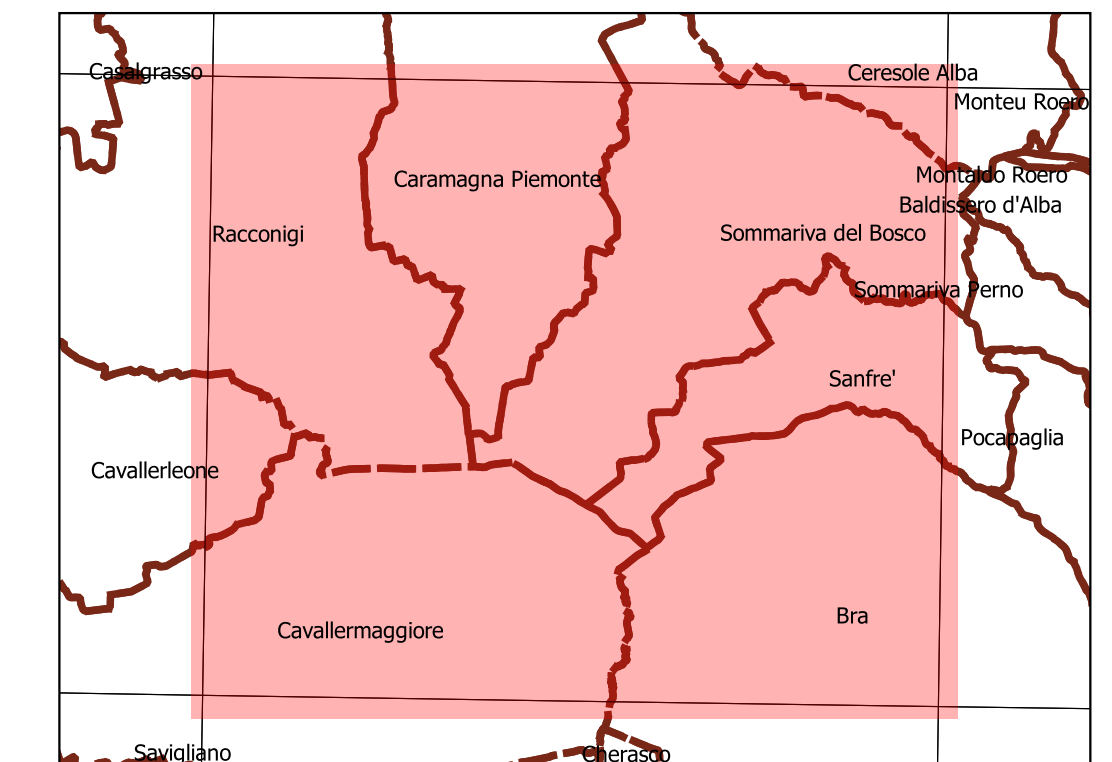 Casalgrasso
Ceresole Alba
Monteu Roero
Montaldo Roero
Caramagna Piemonte
Baldissero d'Alba
Racconigi
Sommariva del Bosco
Sommariva Perno
Sanfre'
Pocapaglia
Cavallerleone
Bra
Cavallermaggiore
Savigliano
Cherasco